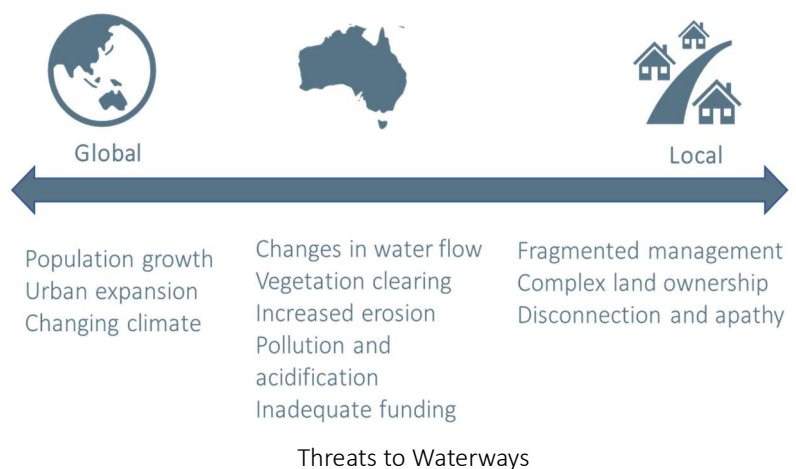 Global
Local
Population growth
Urban expansion
Changing climate
Changes in water flow
Vegetation clearing
Increased erosion
Pollution and
acidification
Inadequate funding
Fragmented management
Complex land ownership
Disconnection and apathy
Threats to Waterways